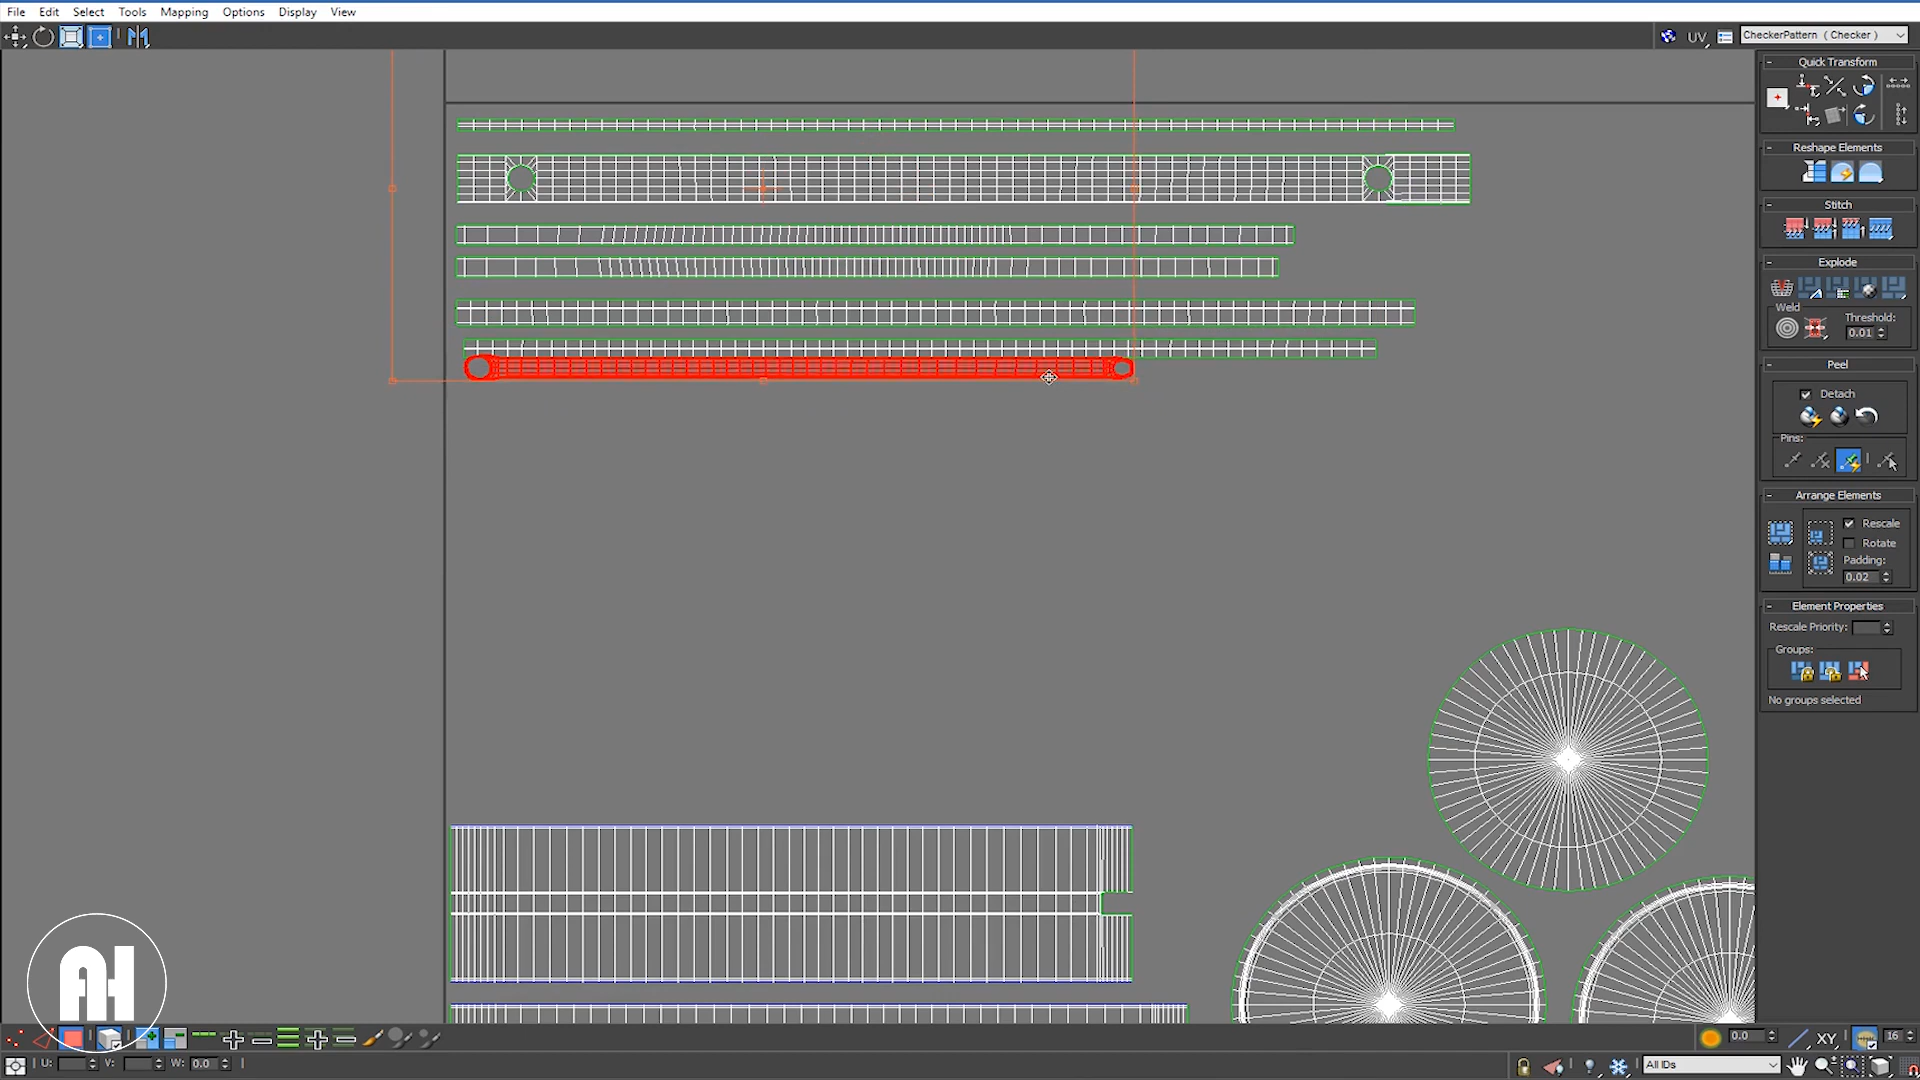 File Edit Select Tools Mapping Options Display View
UV CheckerPattern ( Checker )
Quick Transform
Reshape Elements
Stitch
Explode
Weld Threshold:
0.01
Peel
Detach
Pins:
Arrange Elements
Rescale
Rotate
Padding:
0.02
Element Properties
Rescale Priority:
Groups:
No groups selected
AH
0.0 XY 16
U: V: W: 0.0 All IDs